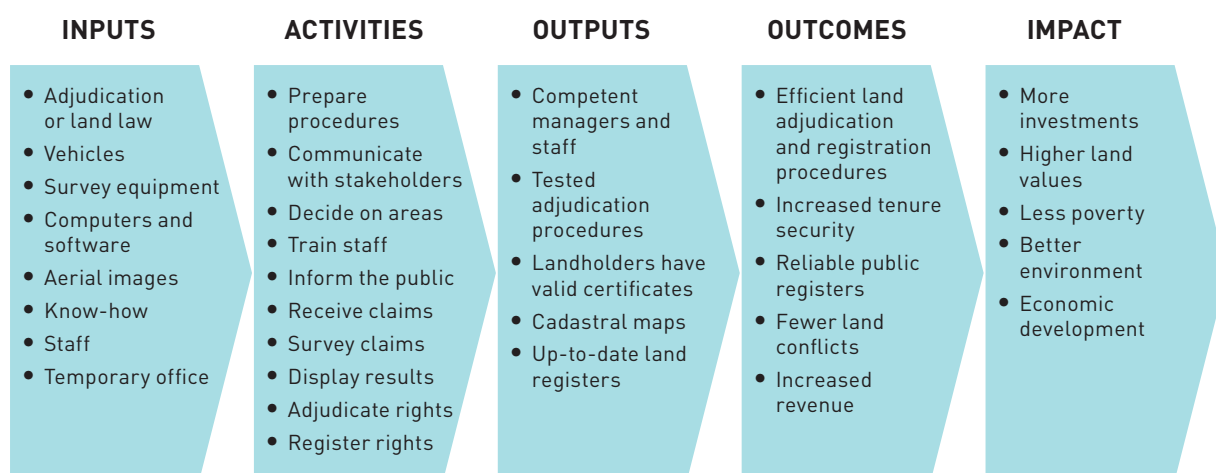 INPUTS
• Adjudication
or land law
• Vehicles
• Survey equipment
• Computers and
software
• Aerial images
• Know-how
• Staff
• Temporary office
ACTIVITIES
• Prepare
procedures
• Communicate
with stakeholders
• Decide on areas
• Train staff
• Inform the public
• Receive claims
• Survey claims
• Display results
• Adjudicate rights
• Register rights
OUTPUTS
• Competent
managers and
staff
• Tested
adjudication
procedures
• Landholders have
valid certificates
• Cadastral maps
• Up-to-date land
registers
OUTCOMES
• Efficient land
adjudication
and registration
procedures
• Increased tenure
security
• Reliable public
registers
• Fewer land
conflicts
• Increased
revenue
IMPACT
• More
investments
• Higher land
values
• Less poverty
• Better
environment
• Economic
development